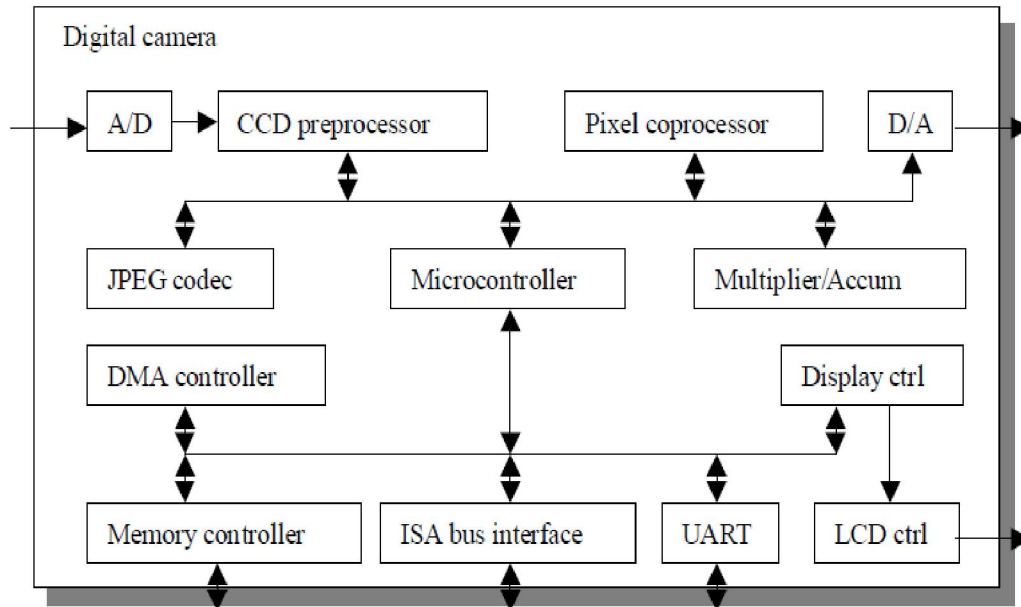 Digital camera
A/D
CCD preprocessor
Pixel coprocessor
D/A
JPEG codec
Microcontroller
Multiplier/Accum
DMA controller
Display ctrl
Memory controller
ISA bus interface
UART
LCD ctrl